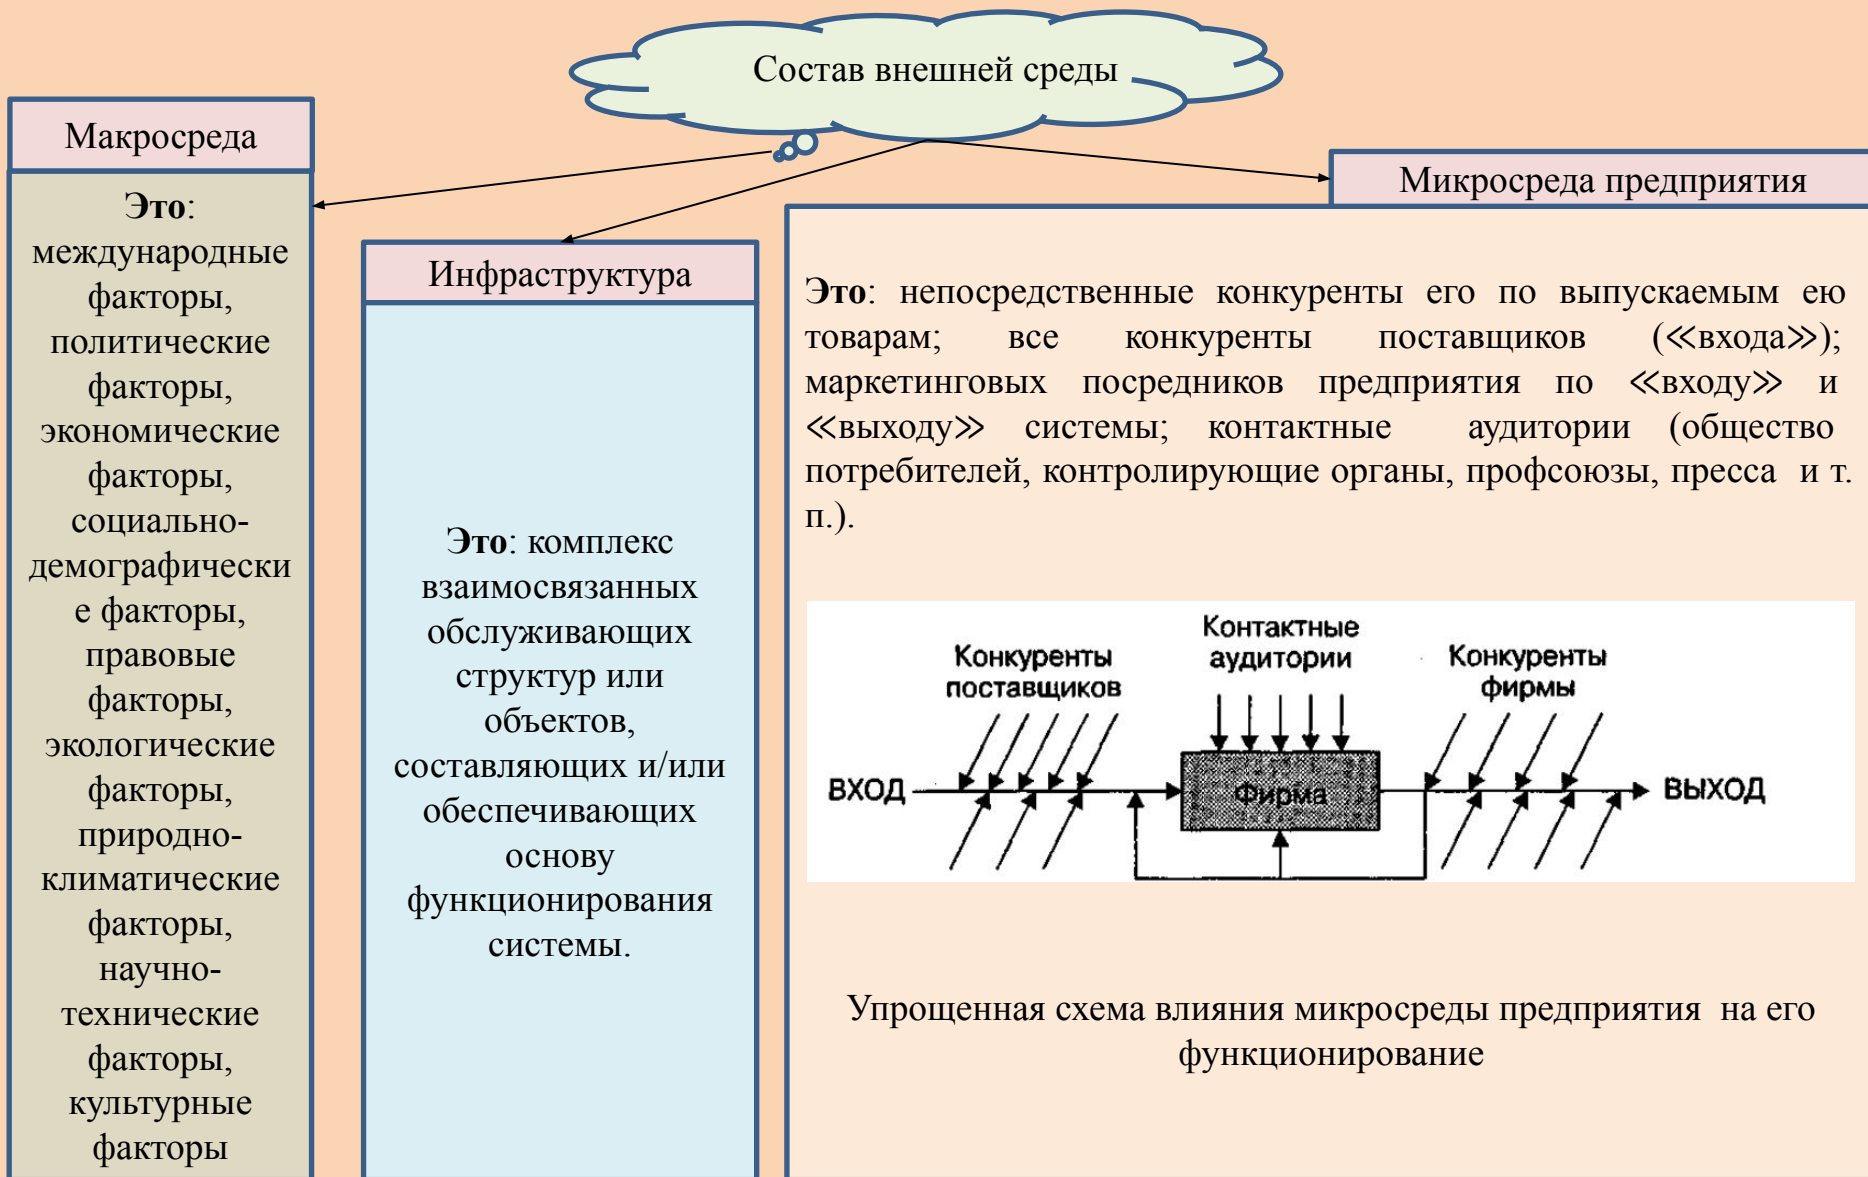 Состав внешней среды
Макросреда
Это:
международные
факторы,
политические
факторы,
экономические
факторы,
социально-
демографически
е факторы,
правовые
факторы,
экологические
факторы,
природно-
климатические
факторы,
научно-
технические
факторы,
культурные
факторы
Инфраструктура
Это: комплекс
взаимосвязанных
обслуживающих
структур или
объектов,
составляющих и/или
обеспечивающих
основу
функционирования
системы.
Микросреда предприятия
Это: непосредственные конкуренты его по выпускаемым ею
товарам; все конкуренты поставщиков (≪входа≫);
маркетинговых посредников предприятия по ≪входу≫ и
≪выходу≫ системы; контактные аудитории (общество
потребителей, контролирующие органы, профсоюзы, пресса и т.
п.).
Конкуренты
поставщиков
Контактные
аудитории
Конкуренты
фирмы
ВХОД
Фирма
ВЫХОД
Упрощенная схема влияния микросреды предприятия на его
функционирование